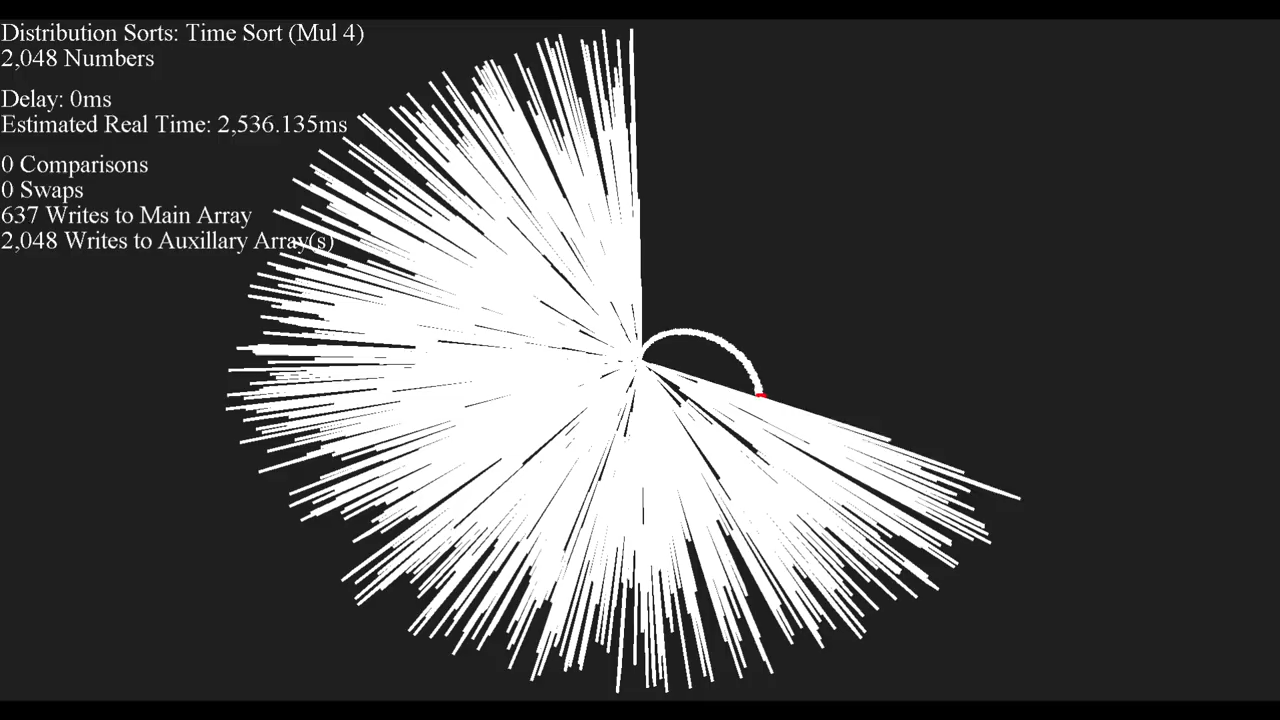 Distribution Sorts: Time Sort (Mul 4)
2,048 Numbers
Delay: 0ms
Estimated Real Time: 2,536.135ms
0 Comparisons
0 Swaps
637 Writes to Main Array
2,048 Writes to Auxillary Array(s)